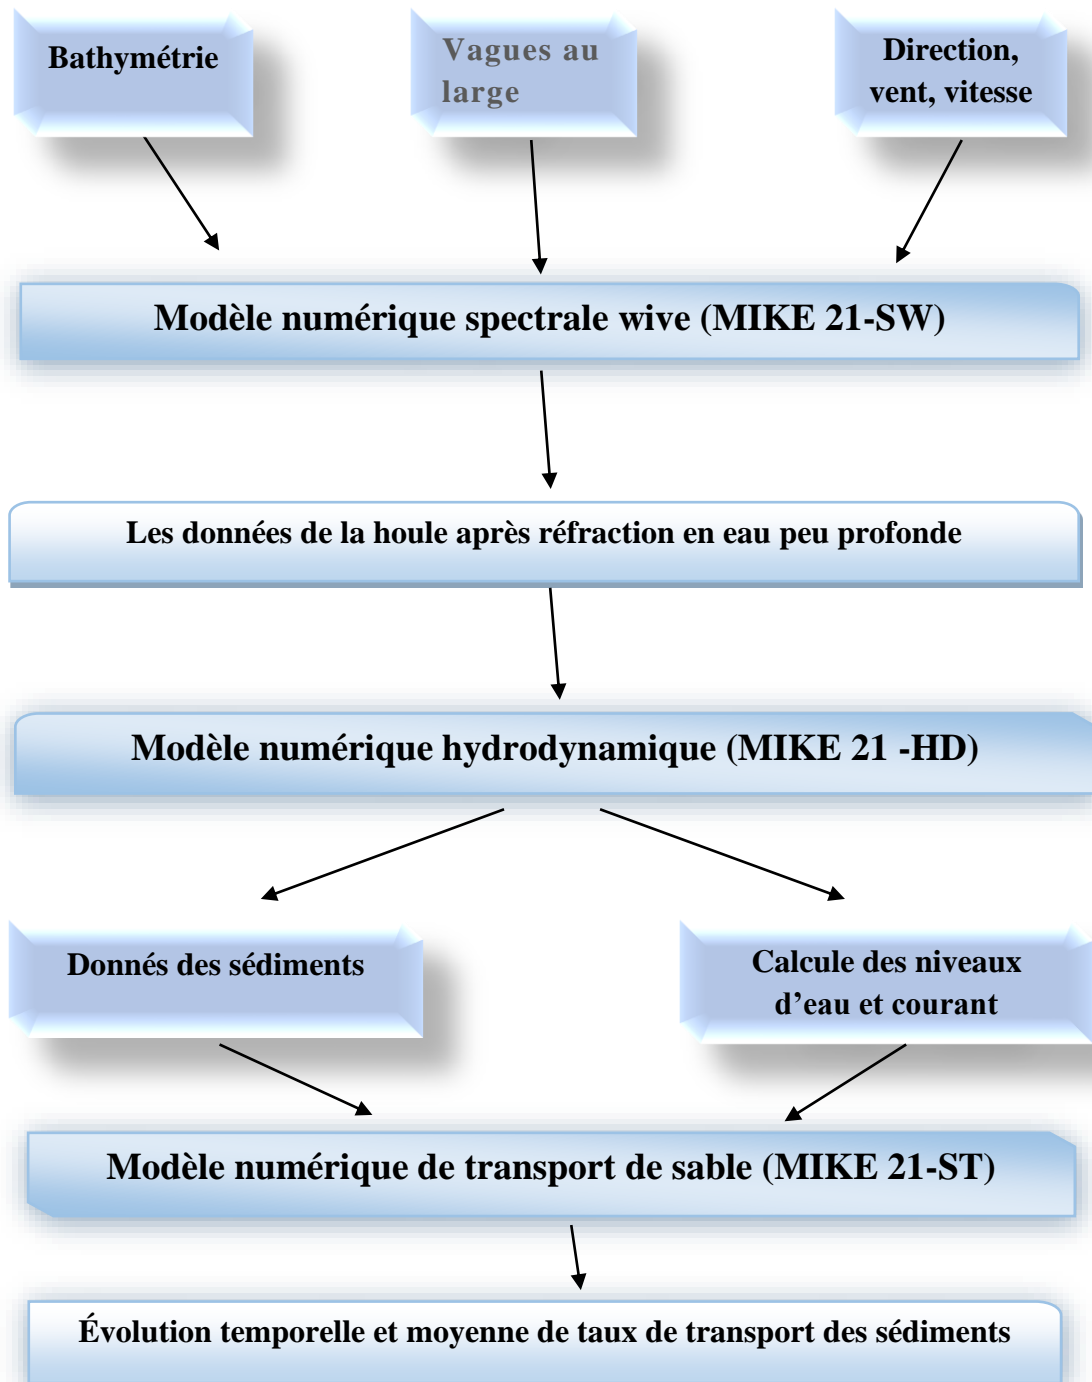 Bathymétrie
Vagues au
large
Direction,
vent, vitesse
Modèle numérique spectrale wive (MIKE 21-SW)
Les données de la houle après réfraction en eau peu profonde
Modèle numérique hydrodynamique (MIKE 21 -HD)
Donnés des sédiments
Calcule des niveaux
d’eau et courant
Modèle numérique de transport de sable (MIKE 21-ST)
Évolution temporelle et moyenne de taux de transport des sédiments